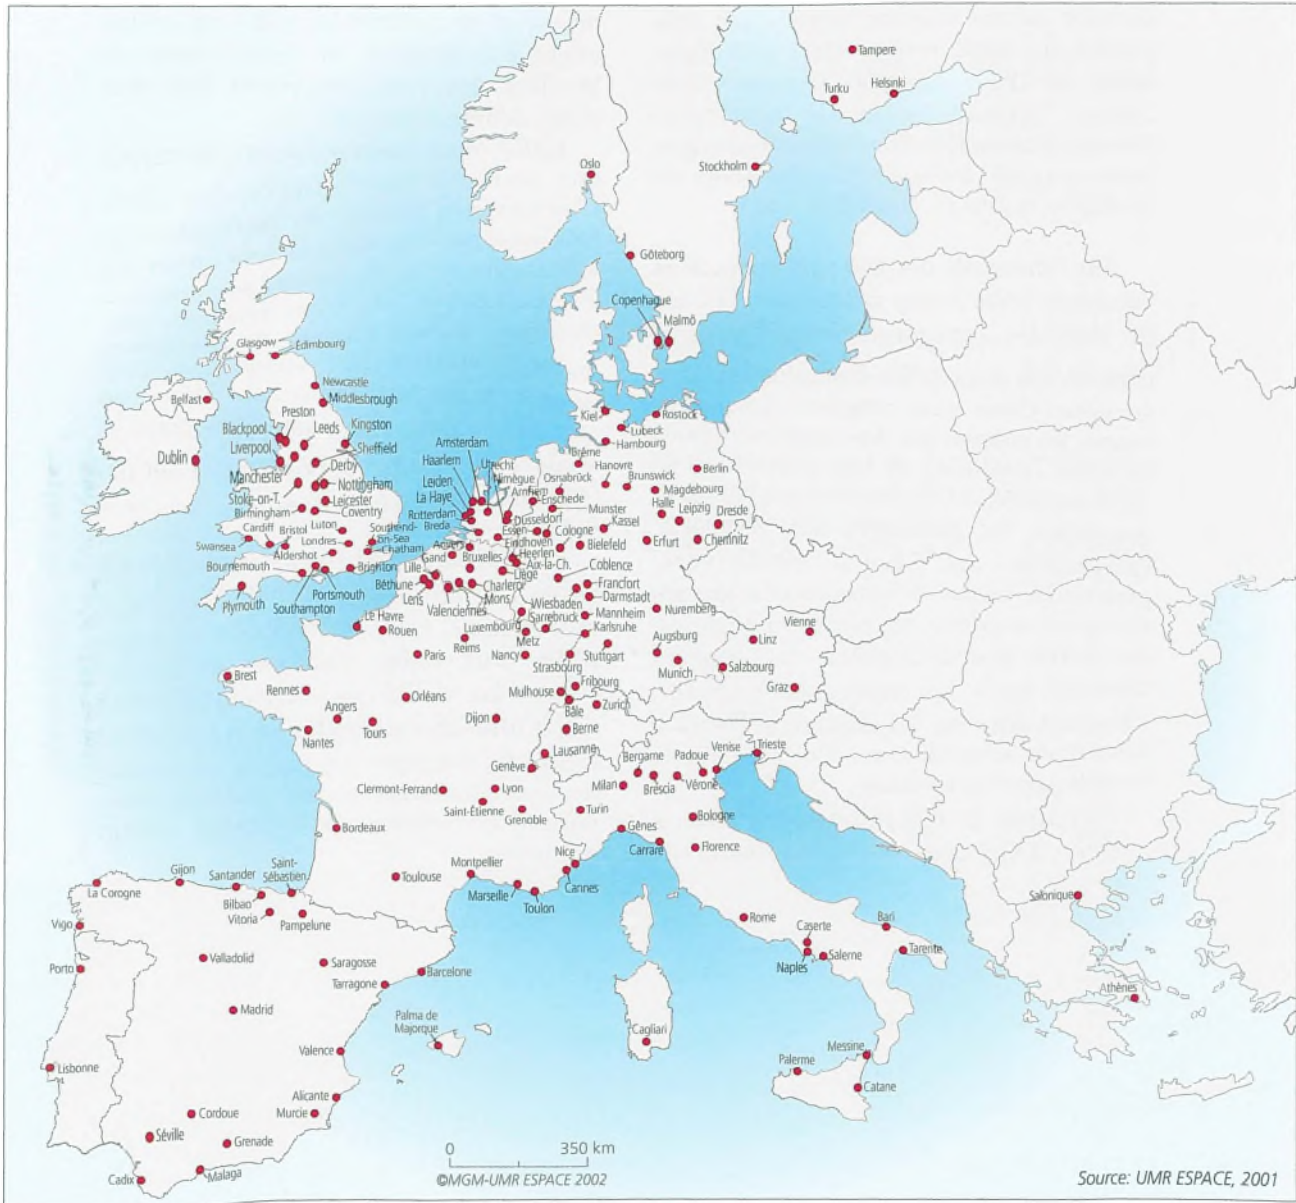 Tampere
Turku
Helsinki
Oslo
Stockholm
Göteborg
Copenhague
Malmö
Glasgow
Édimbourg
Newcastle
Belfast
Middlesbrough
Kiel
Rostock
Lubeck
Preston
Blackpool
Leeds
Kingston
Hambourg
Liverpool
Sheffield
Amsterdam
Dublin
Haarlem
Utrecht
Brême
Manchester
Derby
Leiden
Nimègue
Osnabrück
Hanovre
Berlin
Stoke-on-T.
Nottingham
La Haye
Arnhem
Enschede
Brunswick
Magdebourg
Birmingham
Leicester
Coventry
Rotterdam
Munster
Halle
Leipzig
Dresde
Cardiff
Bristol
Luton
Southend-
on-Sea
Breda
Düsseldorf
Essen
Cologne
Kassel
Swansea
Londres
Chatham
Anvers
Eindhoven
Bielefeld
Erfurt
Chemnitz
Aldershot
Gand
Bruxelles
Heerlen
Aix-la-Ch.
Bournemouth
Brighton
Lille
Liège
Coblence
Plymouth
Southampton
Portsmouth
Béthune
Lens
Valenciennes
Mons
Charleroi
Francfort
Darmstadt
Wiesbaden
Le Havre
Rouen
Luxembourg
Sarrebruck
Mannheim
Nuremberg
Reims
Metz
Karlsruhe
Vienne
Linz
Paris
Nancy
Strasbourg
Stuttgart
Augsburg
Munich
Salzbourg
Brest
Rennes
Orléans
Mulhouse
Fribourg
Graz
Angers
Tours
Dijon
Bâle
Zurich
Nantes
Berne
Lausanne
Genève
Bergame
Padoue
Venise
Trieste
Clermont-Ferrand
Lyon
Milan
Brescia
Vérone
Saint-Étienne
Grenoble
Turin
Bologne
Bordeaux
Gênes
Carrare
Florence
Nice
Cannes
Toulouse
Montpellier
Marseille
Toulon
La Corogne
Gijon
Santander
Saint-
Sébastien
Bilbao
Vitoria
Pampelune
Salonique
Vigo
Rome
Caserte
Bari
Tarente
Naples
Salerne
Porto
Valladolid
Saragosse
Barcelone
Tarragone
Athènes
Madrid
Palma de
Majorque
Cagliari
Lisbonne
Valence
Palerme
Messine
Catane
Alicante
Cordoue
Murcie
Séville
Grenade
Cadix
Malaga
0 350 km
©MGM-UMR ESPACE 2002
Source: UMR ESPACE, 2001